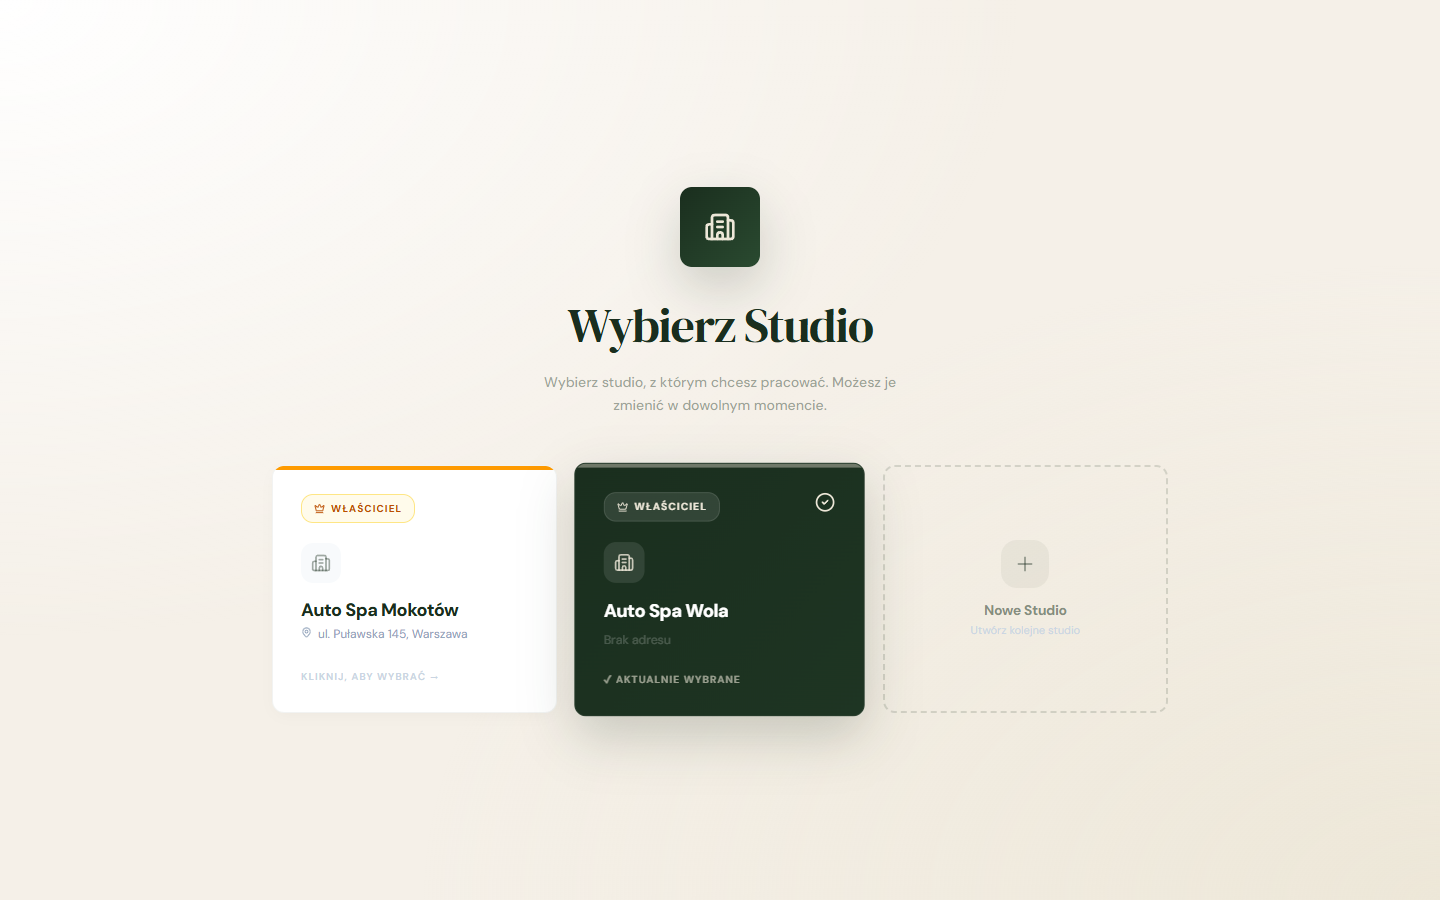 Wybierz Studio
Wybierz studio, z którym chcesz pracować. Możesz je
zmienić w dowolnym momencie.
WŁAŚCICIEL
Auto Spa Mokotów
ul. Puławska 145, Warszawa
KLIKNIJ, ABY WYBRAĆ →
WŁAŚCICIEL
Auto Spa Wola
Brak adresu
✓ AKTUALNIE WYBRANE
Nowe Studio
Utwórz kolejne studio